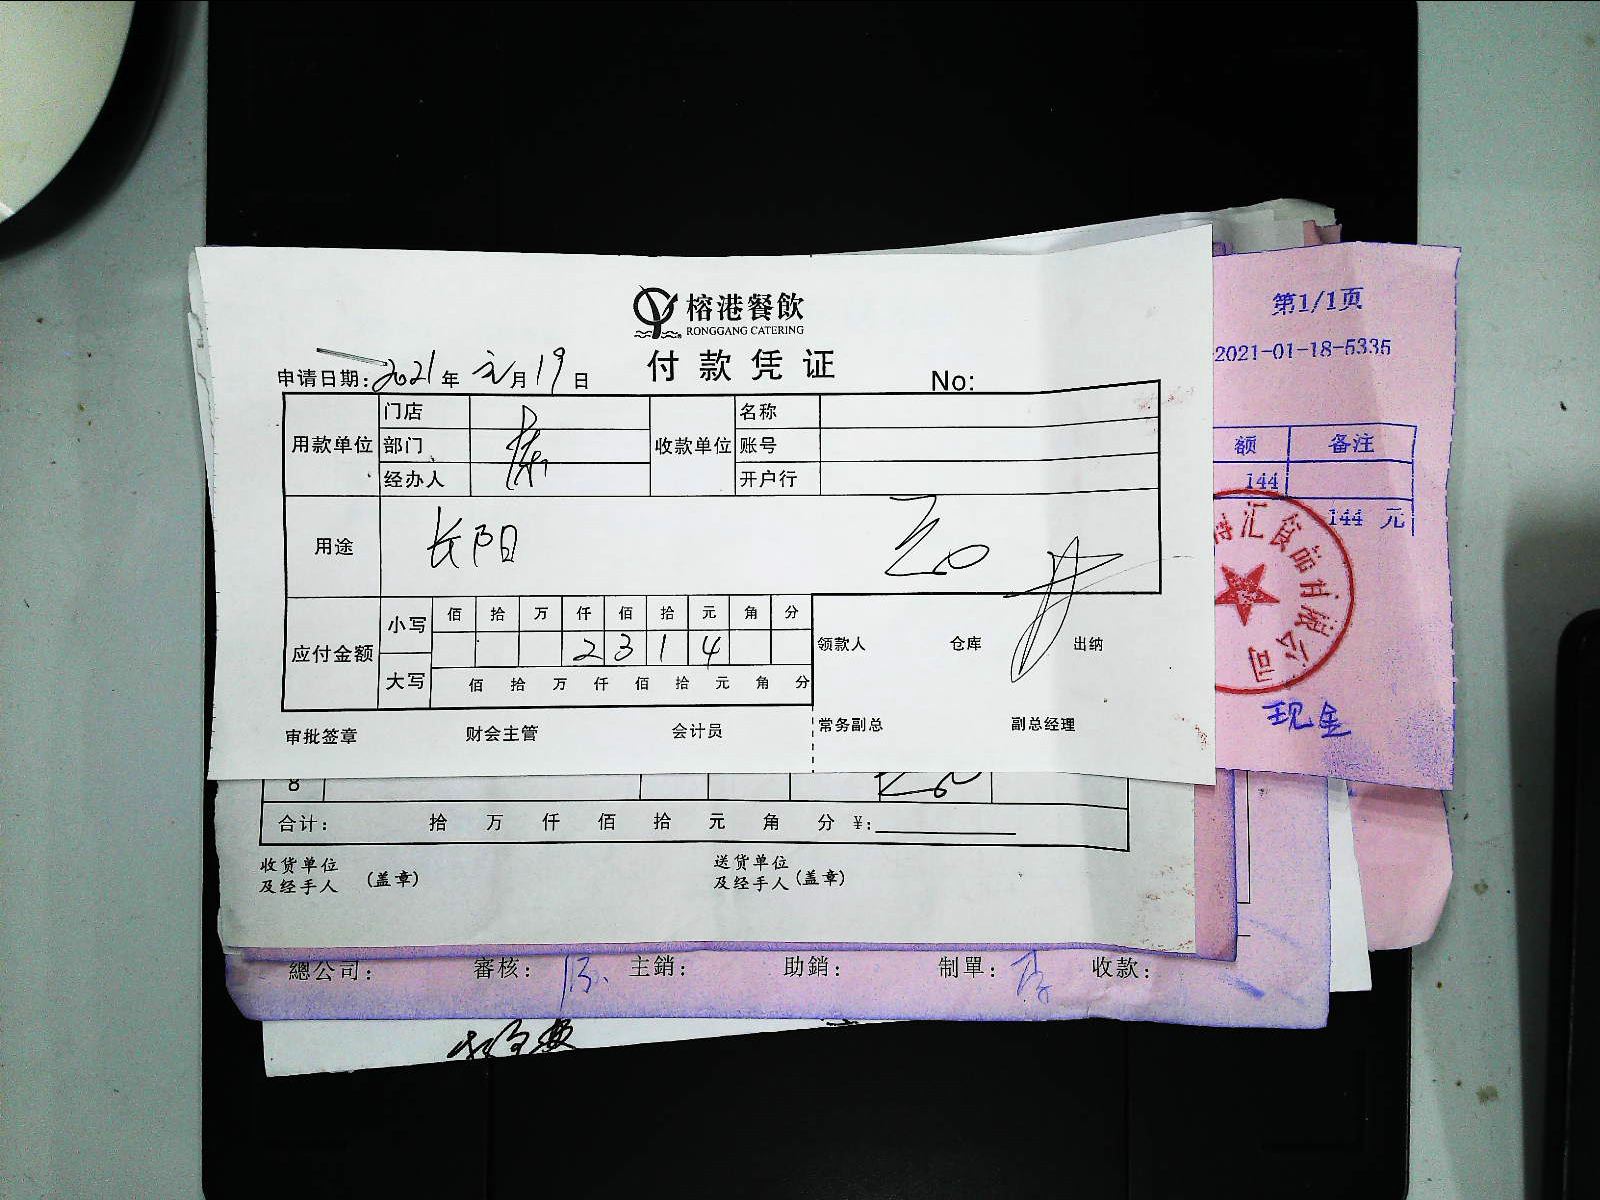 榕港餐飲
RONGGANG CATERING
付款凭证
申请日期：2021年元月19日
No:
用款单位 门店 收款单位 名称
部门 账号
经办人 开户行
用途 长阳
应付金额 小写 佰 拾 万 仟 佰 拾 元 角 分
2 3 1 4
大写 佰 拾 万 仟 佰 拾 元 角 分
领款人 仓库 出纳
审批签章 财会主管 会计员 常务副总 副总经理
第1/1页
2021-01-18-5335
额 备注
144
144 元
汇食品有限公司
现金
8
合计： 拾 万 仟 佰 拾 元 角 分 ¥:
收货单位及经手人（盖章） 送货单位及经手人（盖章）
總公司： 審核： 主銷： 助銷： 制單： 收款：